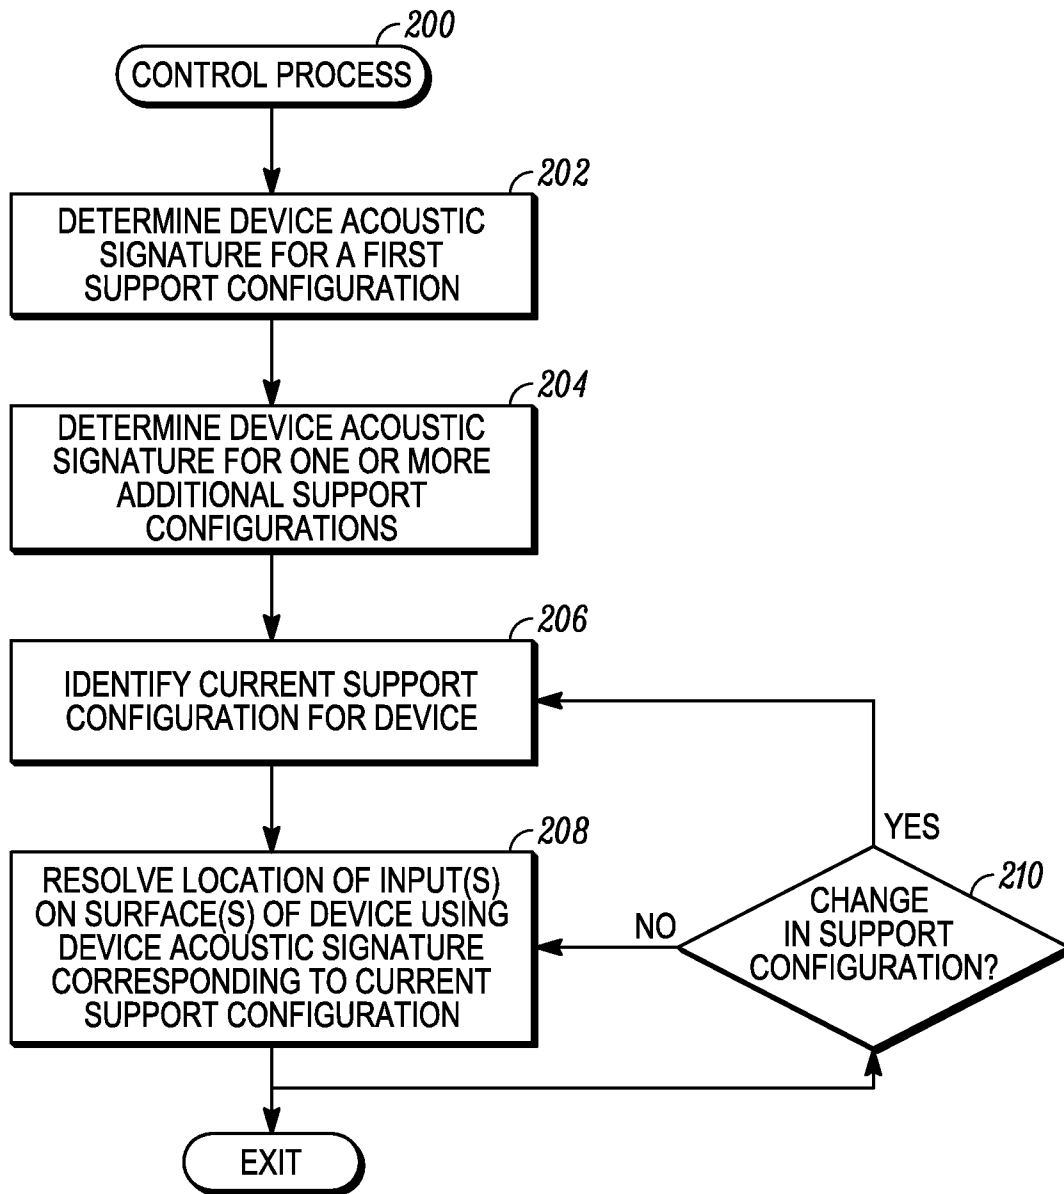 200
CONTROL PROCESS
202
DETERMINE DEVICE ACOUSTIC
SIGNATURE FOR A FIRST
SUPPORT CONFIGURATION
204
DETERMINE DEVICE ACOUSTIC
SIGNATURE FOR ONE OR MORE
ADDITIONAL SUPPORT
CONFIGURATIONS
206
IDENTIFY CURRENT SUPPORT
CONFIGURATION FOR DEVICE
208
RESOLVE LOCATION OF INPUT(S)
ON SURFACE(S) OF DEVICE USING
DEVICE ACOUSTIC SIGNATURE
CORRESPONDING TO CURRENT
SUPPORT CONFIGURATION
YES
210
NO
CHANGE
IN SUPPORT
CONFIGURATION?
EXIT